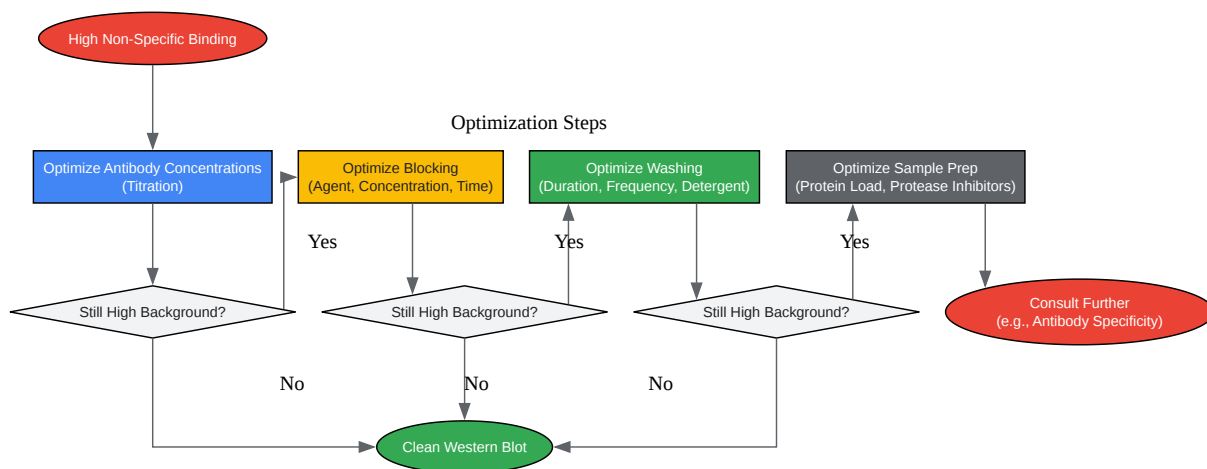 High Non-Specific Binding
Optimization Steps
Optimize Antibody Concentrations
(Titration)
Optimize Blocking
(Agent, Concentration, Time)
Optimize Washing
(Duration, Frequency, Detergent)
Optimize Sample Prep
(Protein Load, Protease Inhibitors)
Yes
Yes
Yes
Still High Background?
Still High Background?
Still High Background?
Consult Further
(e.g., Antibody Specificity)
No
No
No
Clean Western Blot